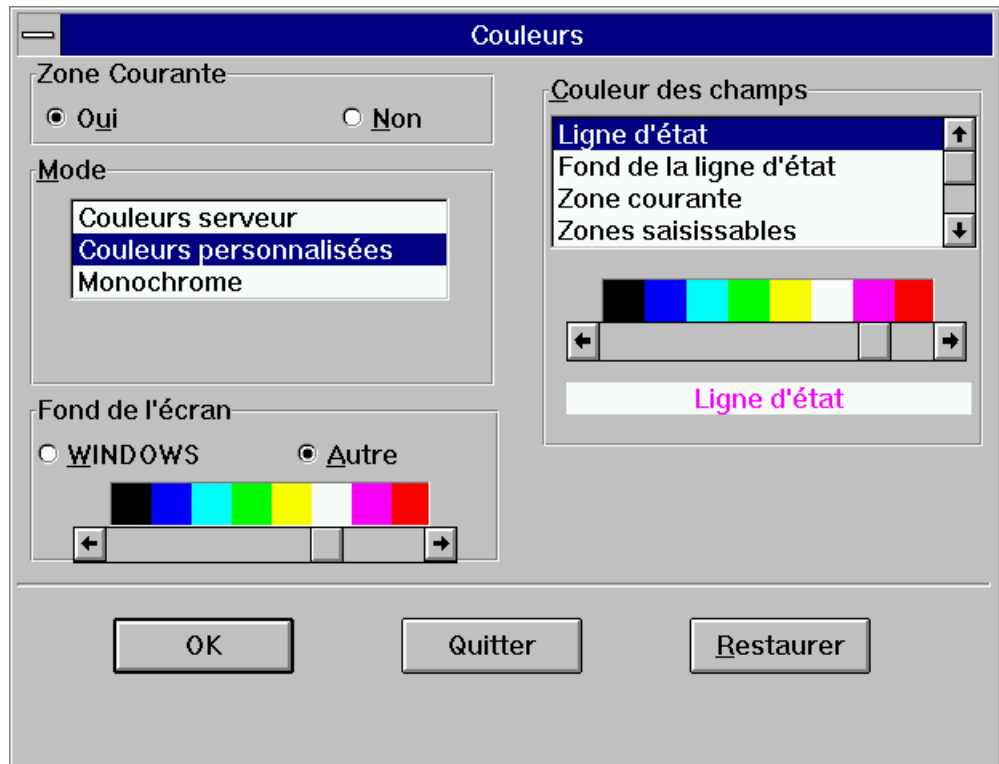 Couleurs
Zone Courante
Oui
Non
Mode
Couleurs serveur
Couleurs personnalisées
Monochrome
Fond de l'écran
WINDOWS
Autre
Couleur des champs
Ligne d'état
Fond de la ligne d'état
Zone courante
Zones saisissables
Ligne d'état
OK
Quitter
Restaurer